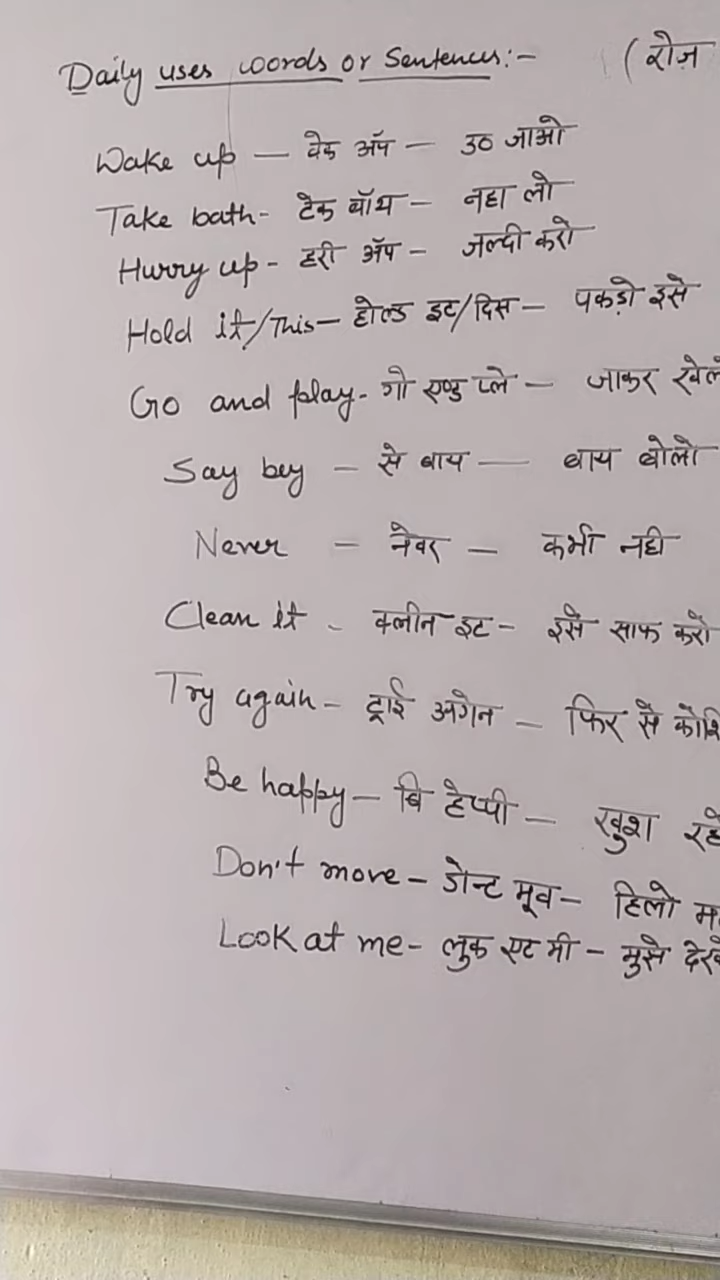 Daily uses words or Sentences:- (रोज़
Wake up — वेक अॅप — उठ जाओ
Take bath - टेक बॉथ - नहा लो
Hurry up - हरी अॅप - जल्दी करो
Hold it/This - होल्ड इट/दिस - पकड़ो इसे
Go and play - गो एण्ड प्ले - जाकर
Say bey - से बाय — बाय बोलो
Never - नेवर - कभी नही
Clean it - क्लीन इट - इसे साफ करो
Try again - ट्राई अगेन - फिर से
Be happy - बि हेप्पी - खुश
Don't move - डोन्ट मूव - हिलो
Look at me - लुक एट मी - मुसे